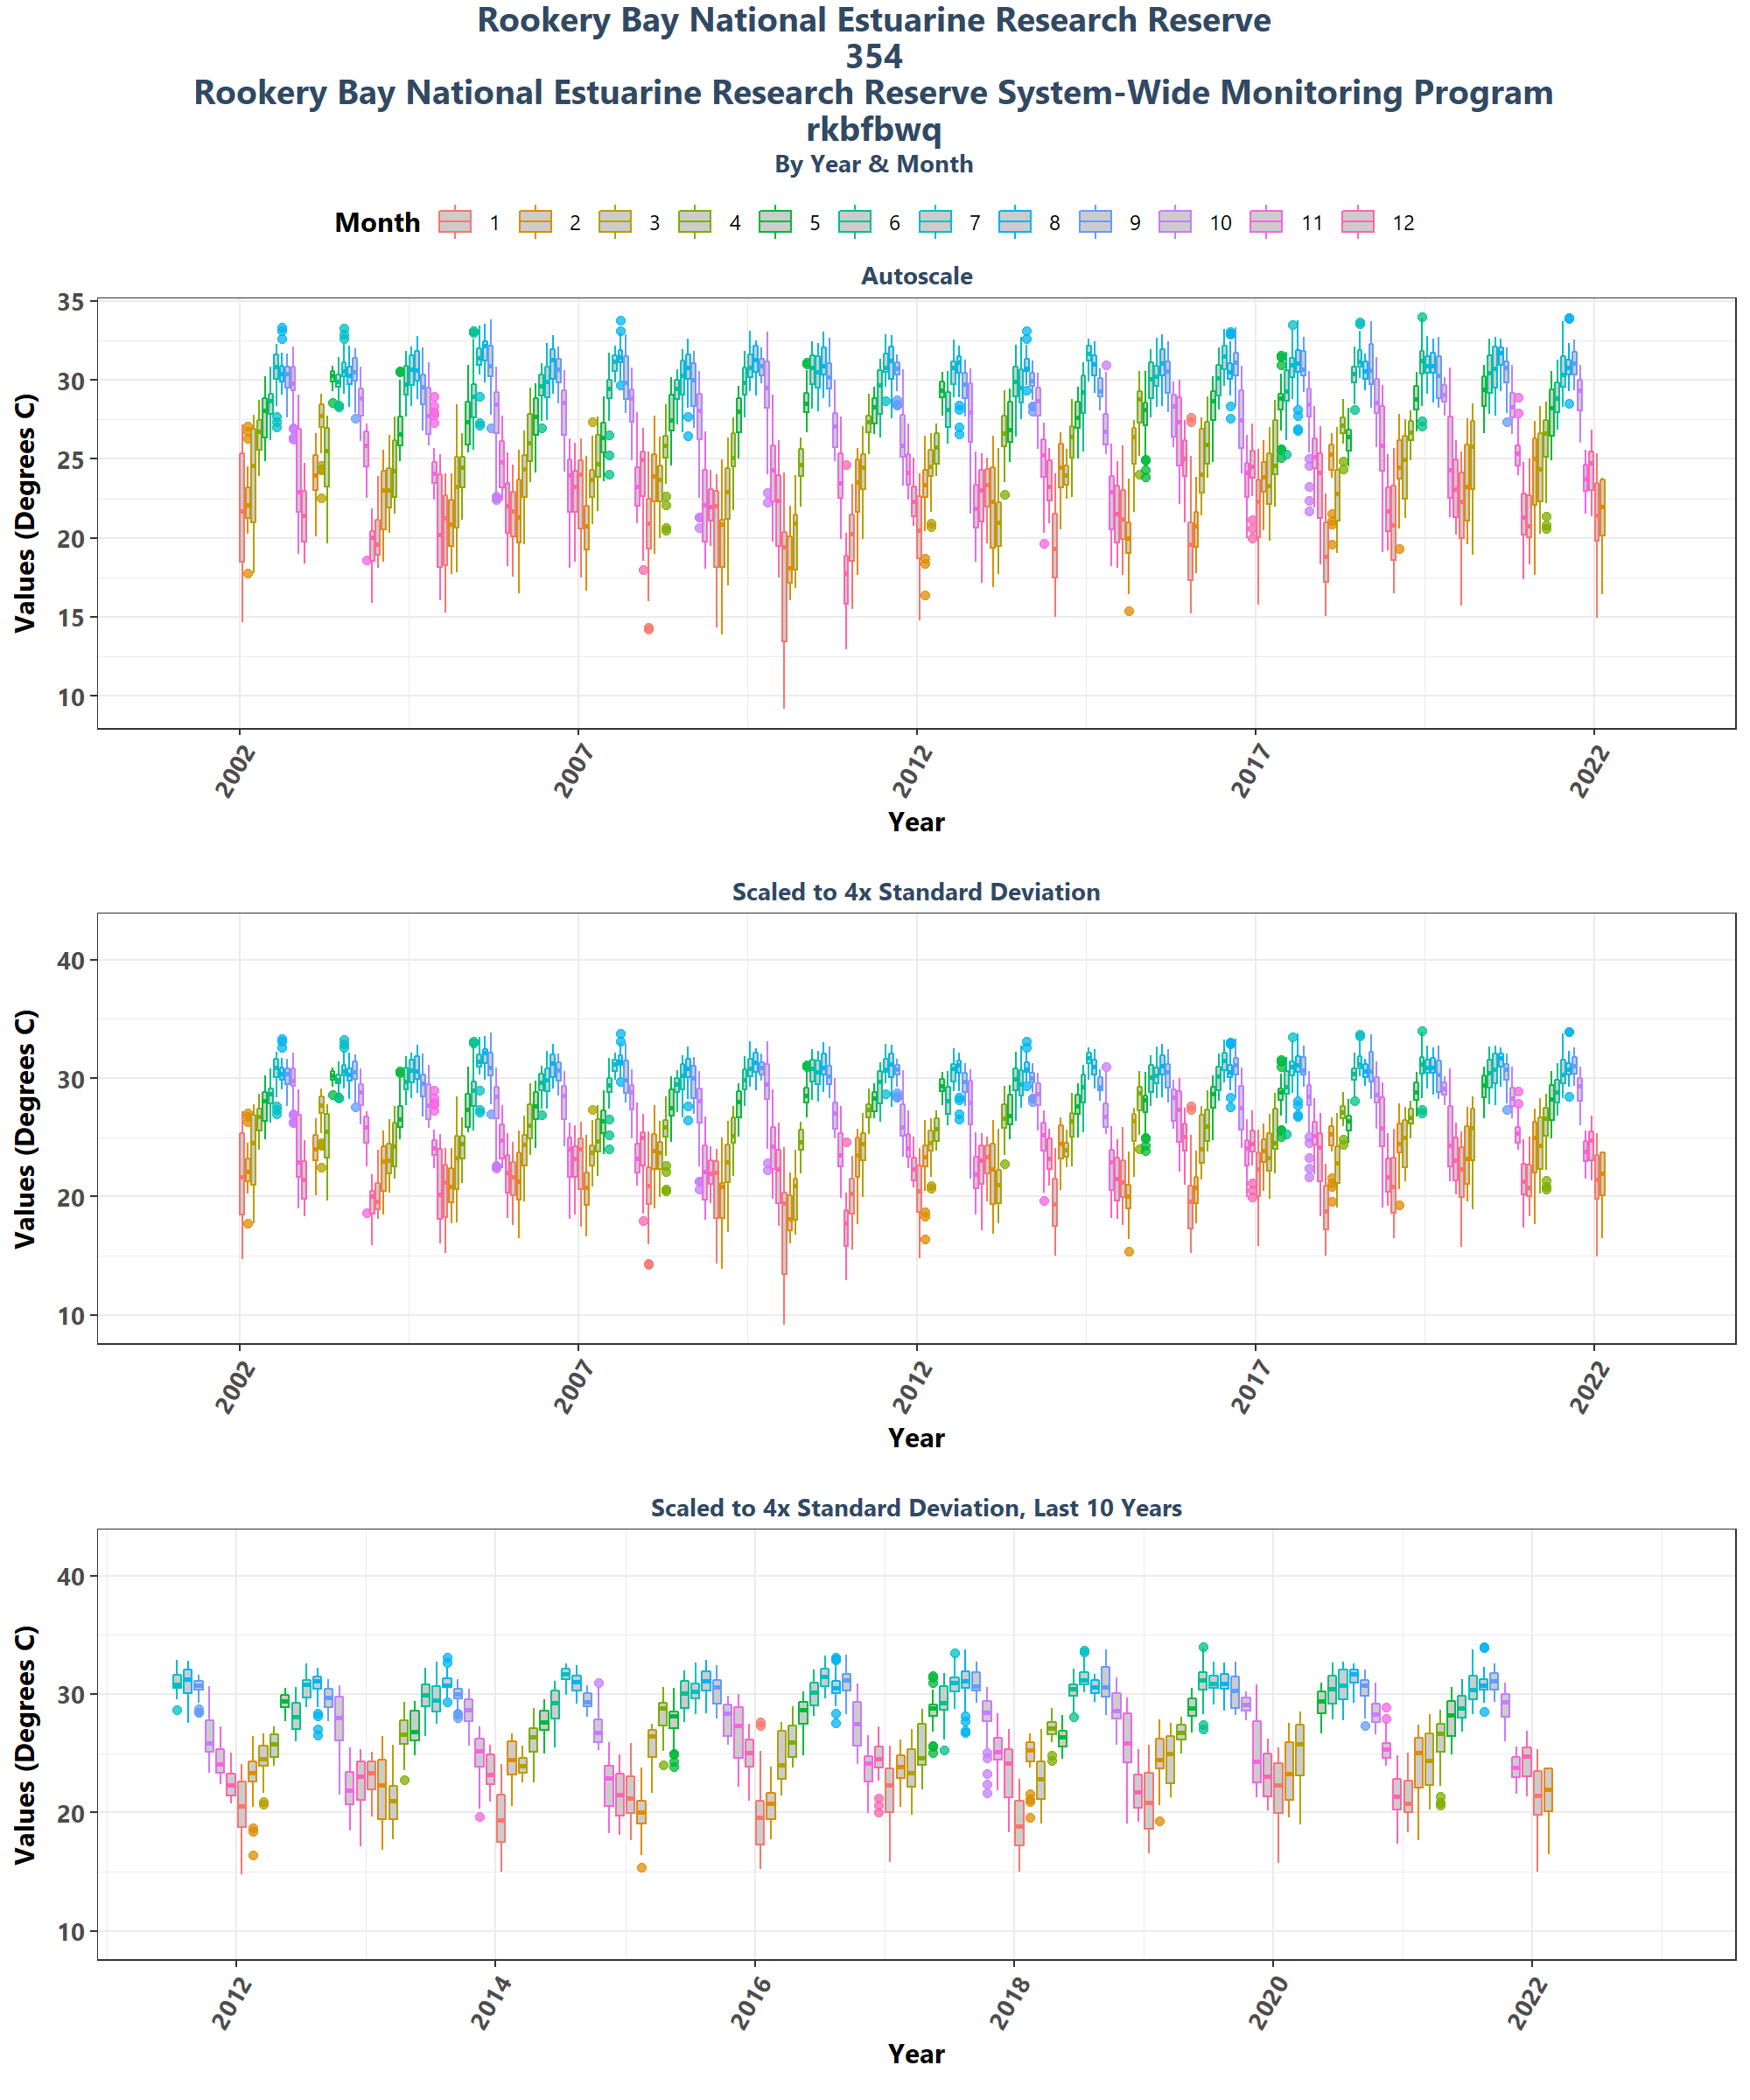 Rookery Bay National Estuarine Research Reserve
354
Rookery Bay National Estuarine Research Reserve System-Wide Monitoring Program
rkbfbwq
By Year & Month
Month 1 2 3 4 5 6 7 8 9 10 11 12
Autoscale
Values (Degrees C)
35
30
25
20
15
10
2002 2007 2012 2017 2022
Year
Scaled to 4x Standard Deviation
Values (Degrees C)
40
30
20
10
2002 2007 2012 2017 2022
Year
Scaled to 4x Standard Deviation, Last 10 Years
Values (Degrees C)
40
30
20
10
2012 2014 2016 2018 2020 2022
Year